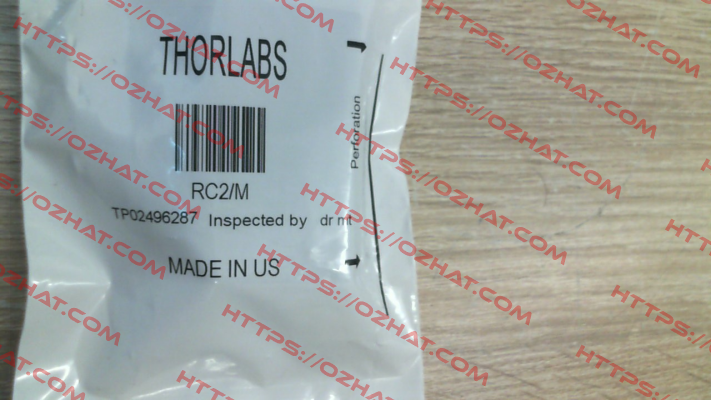 THORLABS
Perforation
RC2/M
TP02496287 Inspected by dr mt
MADE IN US
HTTPS://OZHAT.COM